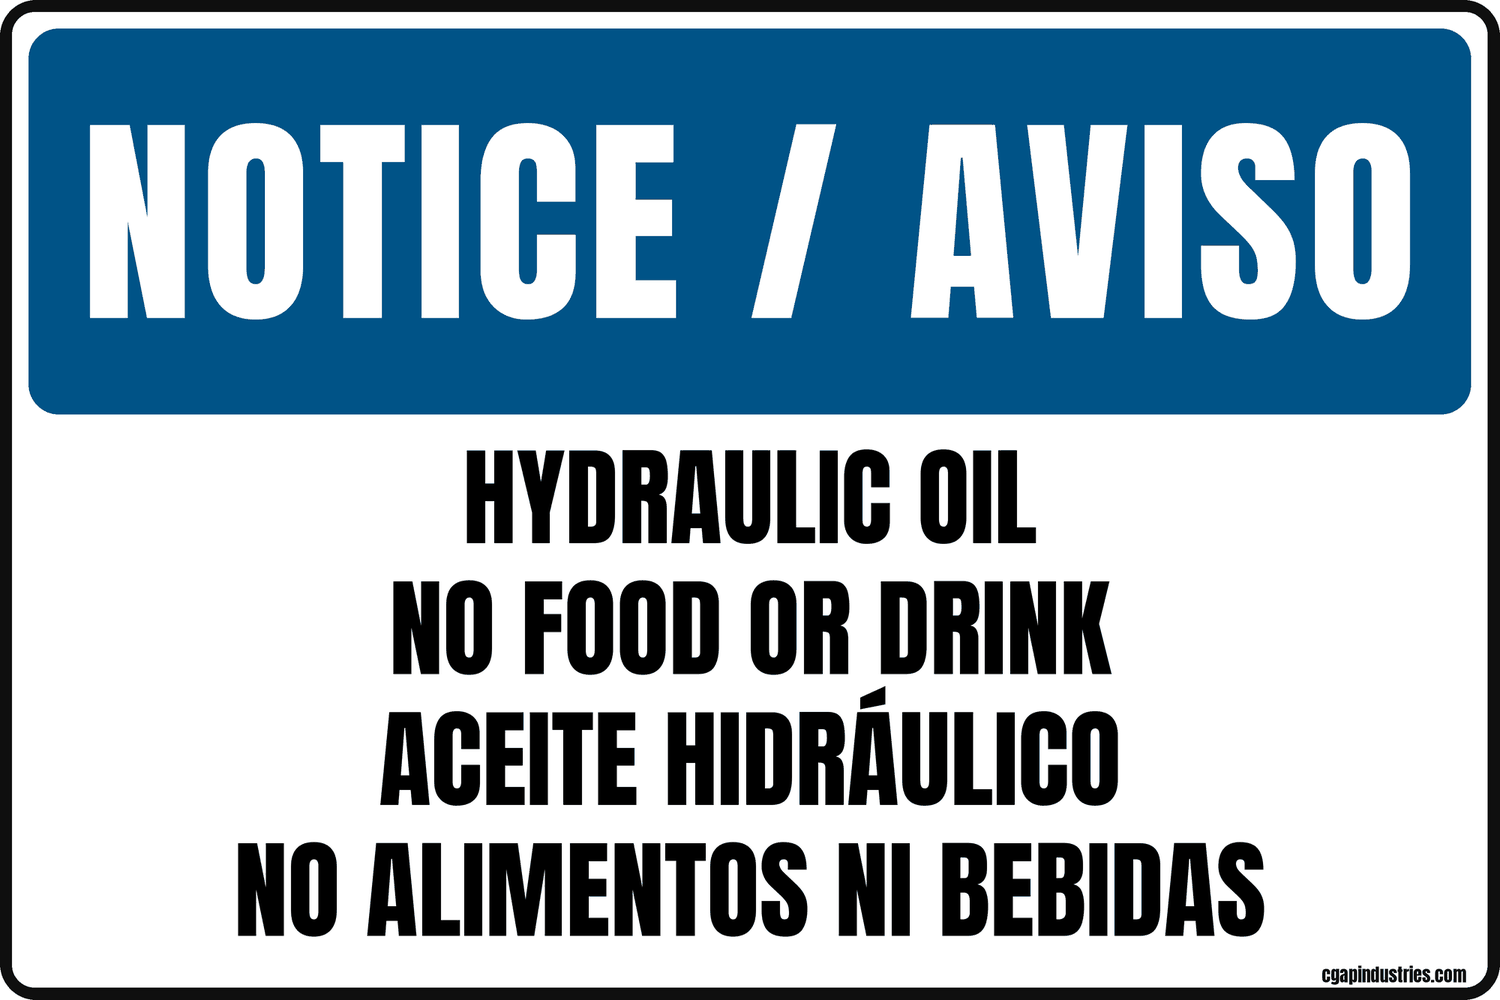 NOTICE / AVISO
HYDRAULIC OIL
NO FOOD OR DRINK
ACEITE HIDRÁULICO
NO ALIMENTOS NI BEBIDAS
cgapindustries.com